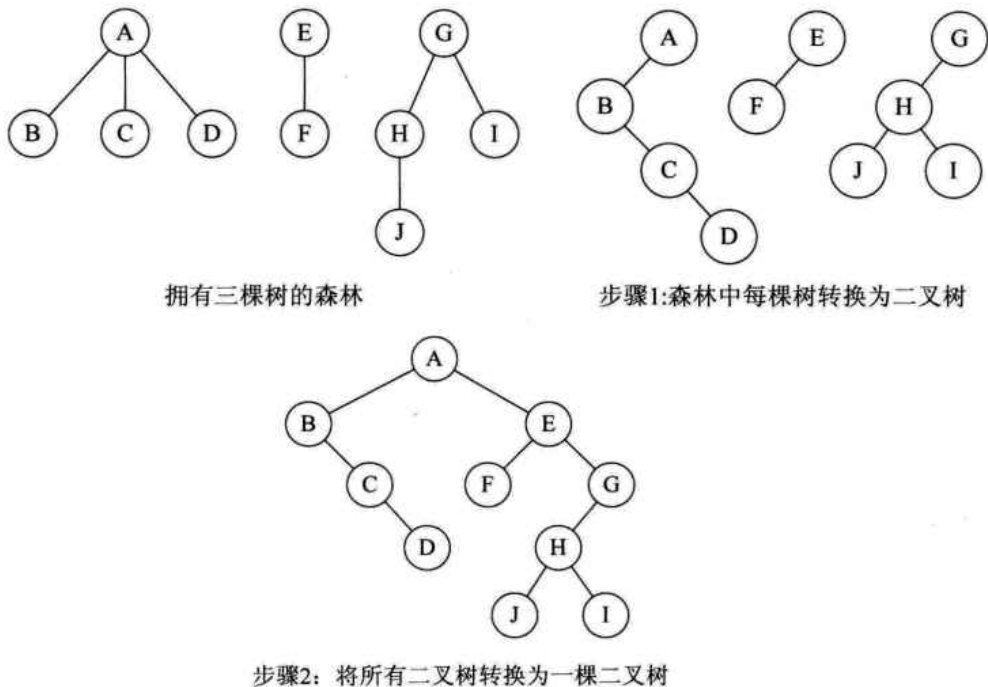 A E G A E G
B C D F H I B F H
J C J I
D
拥有三棵树的森林 步骤1:森林中每棵树转换为二叉树
A
B E
C F G
D H
J I
步骤2：将所有二叉树转换为一棵二叉树